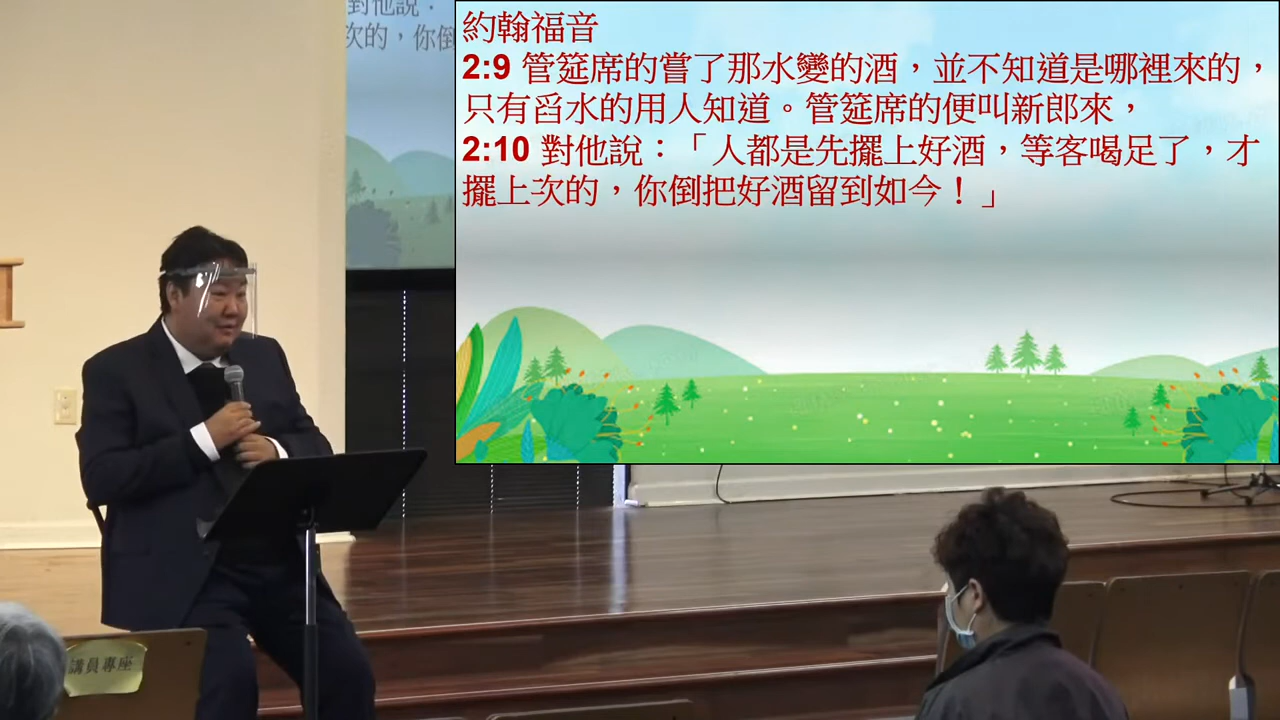 對他說：
次的，你倒
約翰福音
2:9 管筵席的嘗了那水變的酒，並不知道是哪裡來的，
只有舀水的用人知道。管筵席的便叫新郎來，
2:10 對他說：「人都是先擺上好酒，等客喝足了，才
擺上次的，你倒把好酒留到如今！」
講員專座